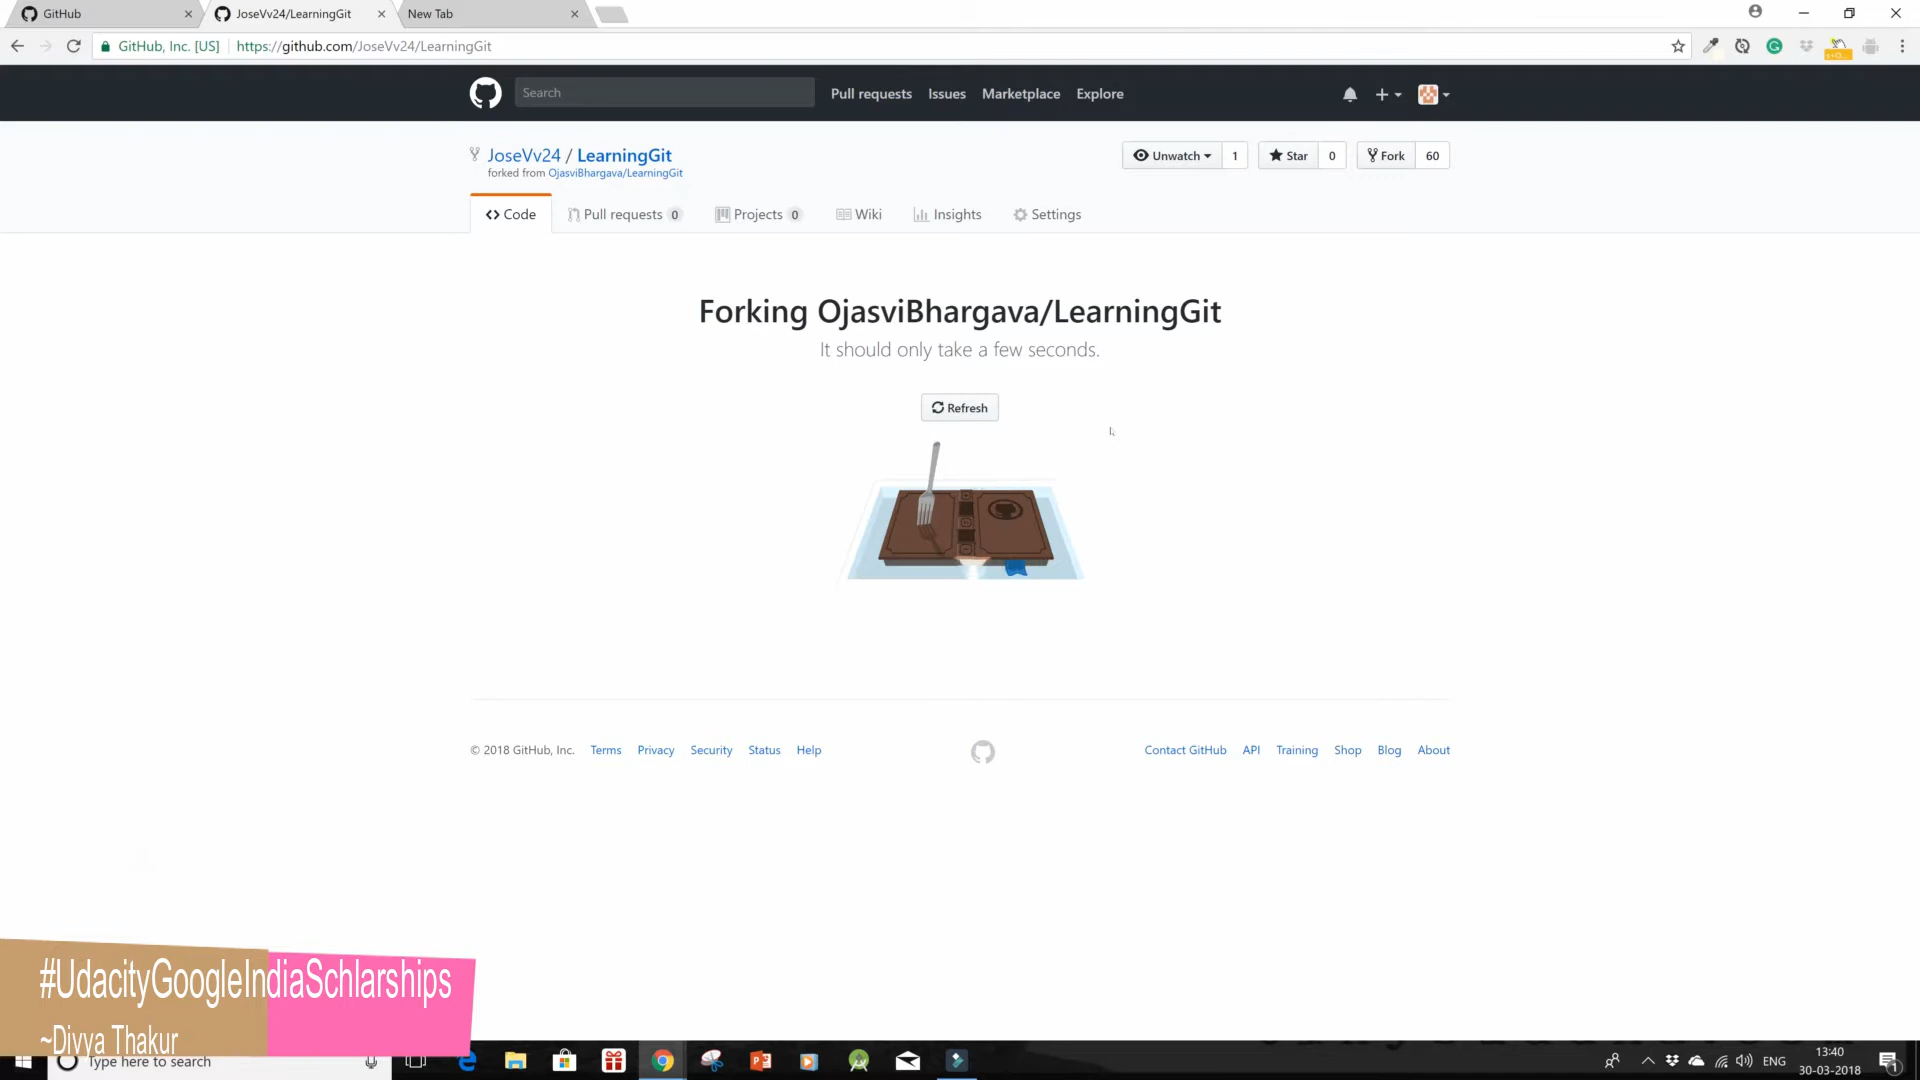 GitHub
JoseVv24/LearningGit
New Tab
GitHub, Inc. [US]
https://github.com/JoseVv24/LearningGit
Search
Pull requests
Issues
Marketplace
Explore
JoseVv24 / LearningGit
forked from OjasviBhargava/LearningGit
Unwatch 1
Star 0
Fork 60
Code
Pull requests 0
Projects 0
Wiki
Insights
Settings
Forking OjasviBhargava/LearningGit
It should only take a few seconds.
Refresh
© 2018 GitHub, Inc.
Terms
Privacy
Security
Status
Help
Contact GitHub
API
Training
Shop
Blog
About
#UdacityGoogleIndiaSchlarships
~Divya Thakur
Type here to search
ENG
13:40
30-03-2018
1